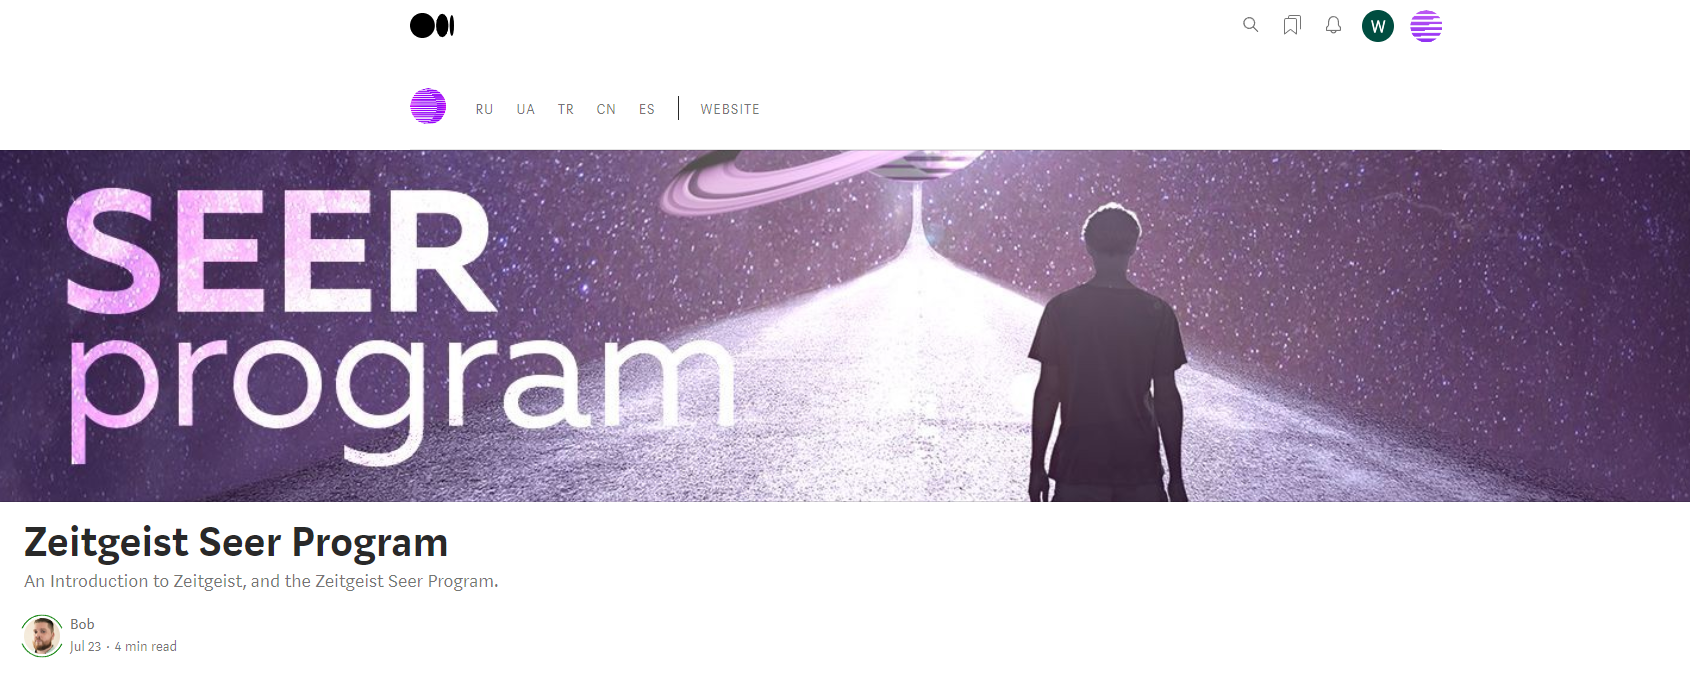 W
RU UA TR CN ES WEBSITE
SEER
program
Zeitgeist Seer Program
An Introduction to Zeitgeist, and the Zeitgeist Seer Program.
Bob
Jul 23 · 4 min read